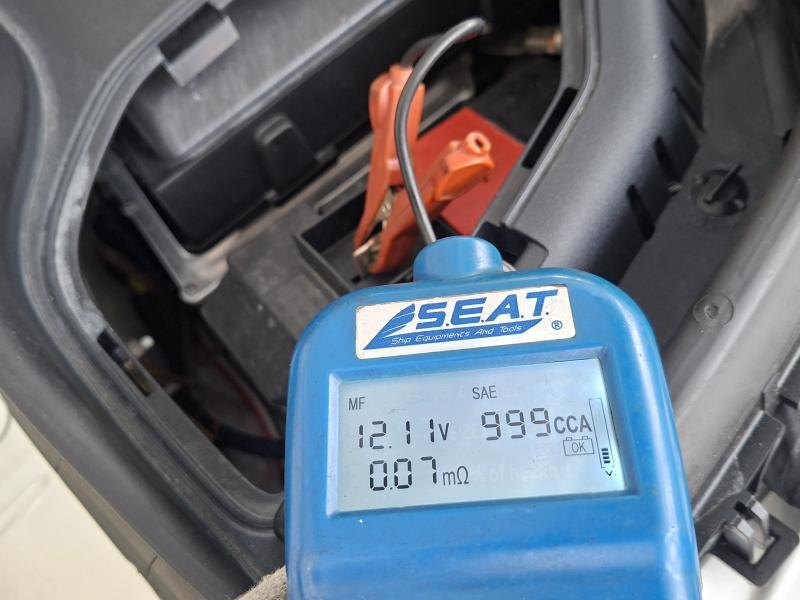 S.E.A.T.
Ship Equipments And Tools ®
MF SAE
12.11V 999CCA
OK
0.07mΩ